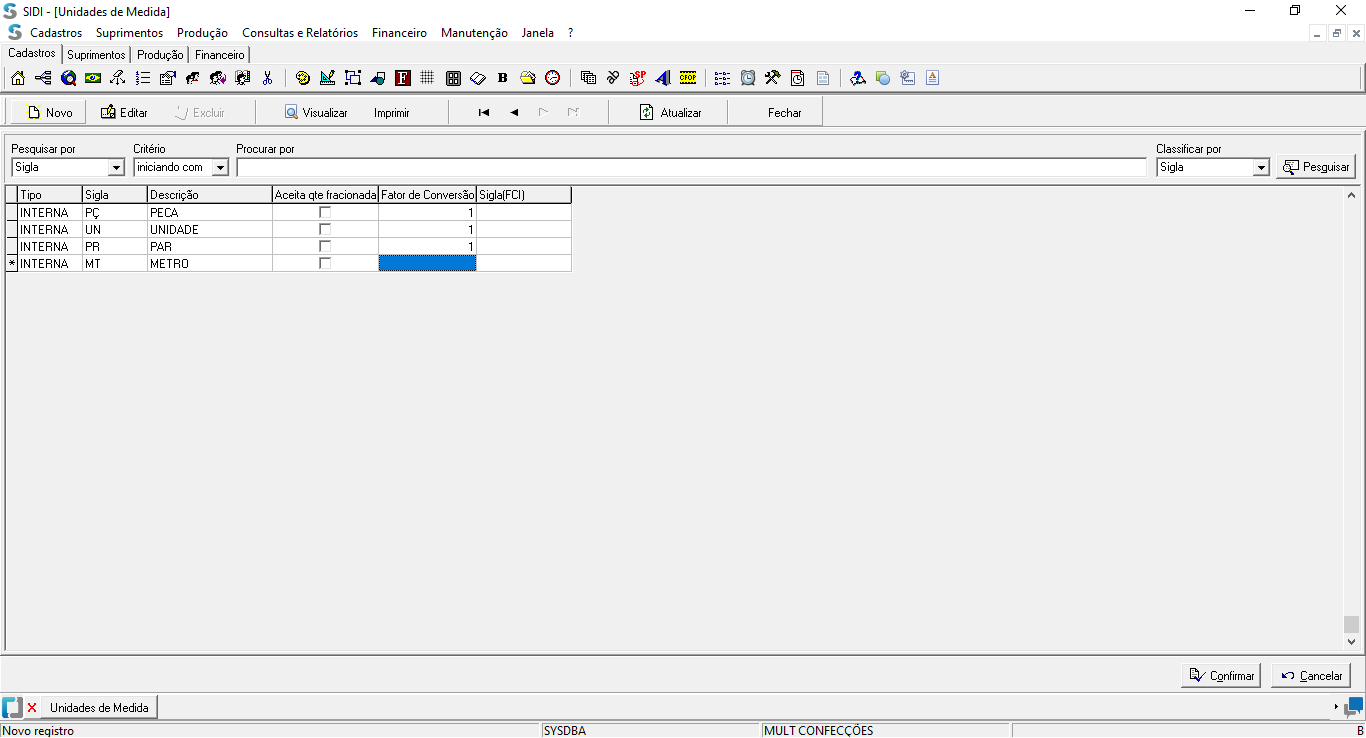 SIDI - [Unidades de Medida]
Cadastros Suprimentos Produção Consultas e Relatórios Financeiro Manutenção Janela ?
Cadastros Suprimentos Produção Financeiro
F B SP CFOP A
Novo Editar Excluir Visualizar Imprimir Atualizar Fechar
Pesquisar por Critério Procurar por Classificar por
Sigla iniciando com Sigla Pesquisar
Tipo Sigla Descrição Aceita qte fracionada Fator de Conversão Sigla(FCI)
INTERNA PÇ PECA 1
INTERNA UN UNIDADE 1
INTERNA PR PAR 1
* INTERNA MT METRO
Confirmar Cancelar
Unidades de Medida
Novo registro SYSDBA MULT CONFECÇÕES B